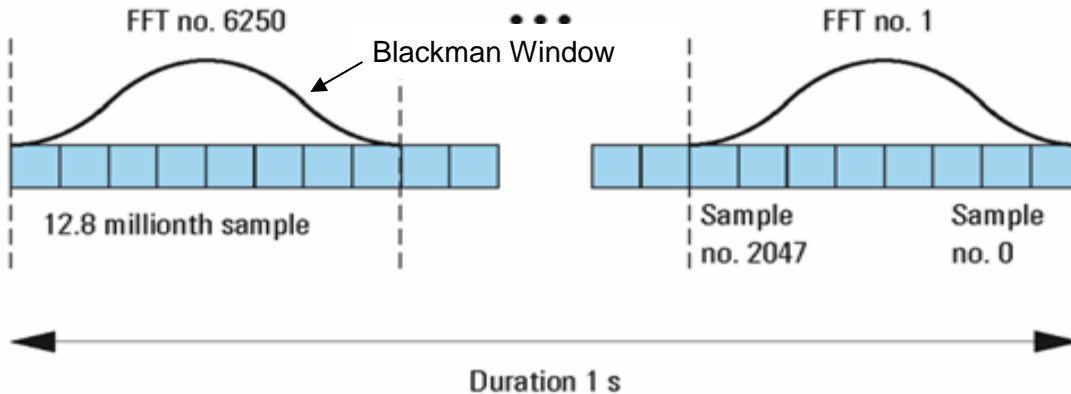 FFT no. 6250
•••
FFT no. 1
Blackman Window
12.8 millionth sample
Sample
no. 2047
Sample
no. 0
Duration 1 s